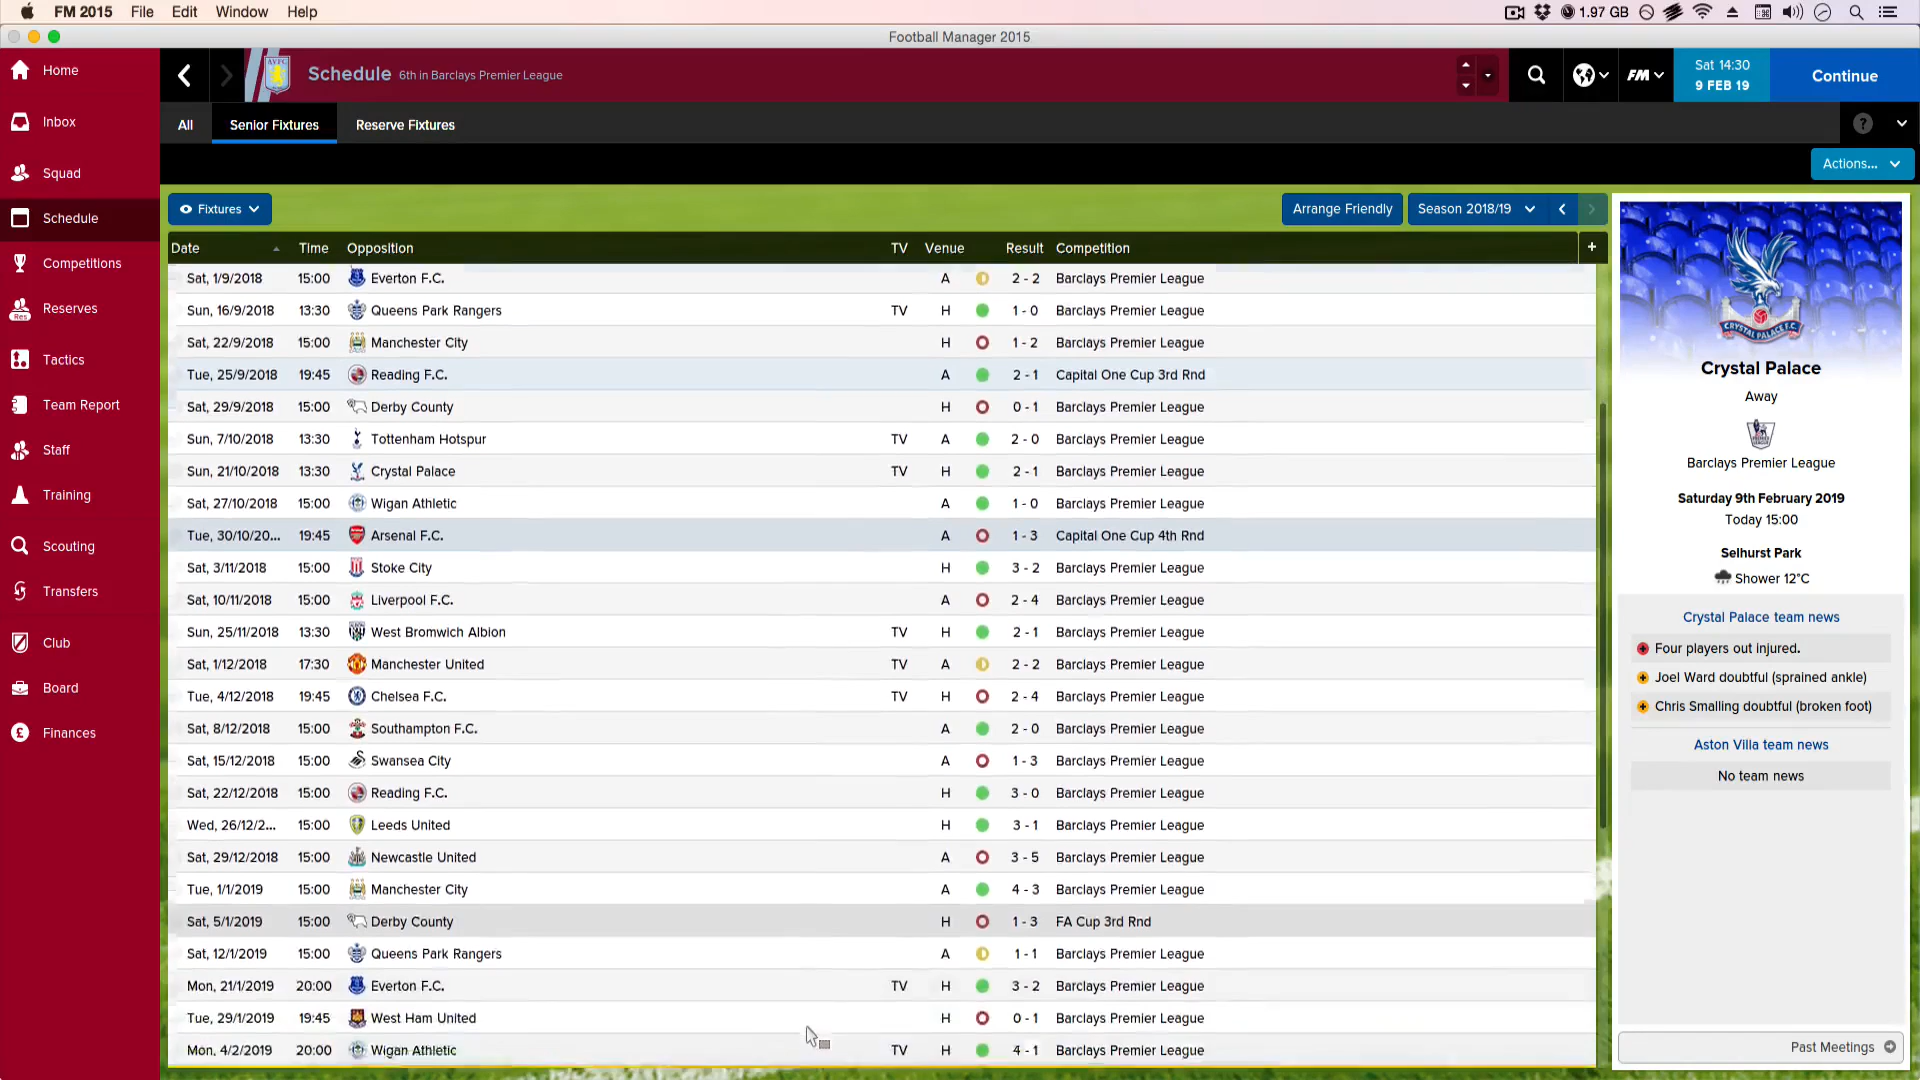 FM 2015 File Edit Window Help 1.97 GB
Football Manager 2015
Home
Inbox
Squad
Schedule
Competitions
Reserves
Tactics
Team Report
Staff
Training
Scouting
Transfers
Club
Board
Finances
Schedule 6th in Barclays Premier League
FM
Sat 14:30
9 FEB 19
Continue
All Senior Fixtures Reserve Fixtures
?
Actions...
Fixtures
Arrange Friendly Season 2018/19
Date Time Opposition TV Venue Result Competition +
Sat, 1/9/2018 15:00 Everton F.C. A 2 - 2 Barclays Premier League
Sun, 16/9/2018 13:30 Queens Park Rangers TV H 1 - 0 Barclays Premier League
Sat, 22/9/2018 15:00 Manchester City H 1 - 2 Barclays Premier League
Tue, 25/9/2018 19:45 Reading F.C. A 2 - 1 Capital One Cup 3rd Rnd
Sat, 29/9/2018 15:00 Derby County H 0 - 1 Barclays Premier League
Sun, 7/10/2018 13:30 Tottenham Hotspur TV A 2 - 0 Barclays Premier League
Sun, 21/10/2018 13:30 Crystal Palace TV H 2 - 1 Barclays Premier League
Sat, 27/10/2018 15:00 Wigan Athletic A 1 - 0 Barclays Premier League
Tue, 30/10/20... 19:45 Arsenal F.C. A 1 - 3 Capital One Cup 4th Rnd
Sat, 3/11/2018 15:00 Stoke City H 3 - 2 Barclays Premier League
Sat, 10/11/2018 15:00 Liverpool F.C. A 2 - 4 Barclays Premier League
Sun, 25/11/2018 13:30 West Bromwich Albion TV H 2 - 1 Barclays Premier League
Sat, 1/12/2018 17:30 Manchester United TV A 2 - 2 Barclays Premier League
Tue, 4/12/2018 19:45 Chelsea F.C. TV H 2 - 4 Barclays Premier League
Sat, 8/12/2018 15:00 Southampton F.C. A 2 - 0 Barclays Premier League
Sat, 15/12/2018 15:00 Swansea City A 1 - 3 Barclays Premier League
Sat, 22/12/2018 15:00 Reading F.C. H 3 - 0 Barclays Premier League
Wed, 26/12/2... 15:00 Leeds United H 3 - 1 Barclays Premier League
Sat, 29/12/2018 15:00 Newcastle United A 3 - 5 Barclays Premier League
Tue, 1/1/2019 15:00 Manchester City A 4 - 3 Barclays Premier League
Sat, 5/1/2019 15:00 Derby County H 1 - 3 FA Cup 3rd Rnd
Sat, 12/1/2019 15:00 Queens Park Rangers A 1 - 1 Barclays Premier League
Mon, 21/1/2019 20:00 Everton F.C. TV H 3 - 2 Barclays Premier League
Tue, 29/1/2019 19:45 West Ham United H 0 - 1 Barclays Premier League
Mon, 4/2/2019 20:00 Wigan Athletic TV H 4 - 1 Barclays Premier League
CRYSTAL PALACE F.C.
Crystal Palace
Away
Barclays Premier League
Saturday 9th February 2019
Today 15:00
Selhurst Park
Shower 12°C
Crystal Palace team news
Four players out injured.
Joel Ward doubtful (sprained ankle)
Chris Smalling doubtful (broken foot)
Aston Villa team news
No team news
Past Meetings